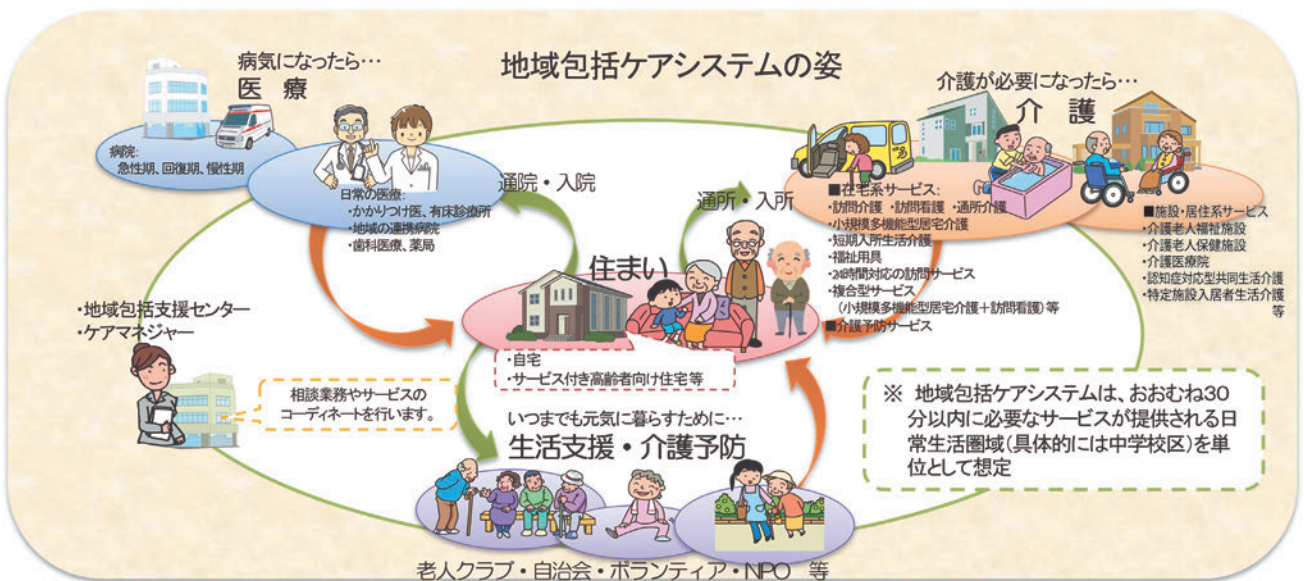 地域包括ケアシステムの姿
病気になったら…
医 療
病院:
急性期、回復期、慢性期
日常の医療:
・かかりつけ医、有床診療所
・地域の連携病院
・歯科医療、薬局
通院・入院
通所・入所
介護が必要になったら…
介 護
■在宅系サービス:
・訪問介護 ・訪問看護 ・通所介護
・小規模多機能型居宅介護
・短期入所生活介護
・福祉用具
・24時間対応の訪問サービス
・複合型サービス
(小規模多機能型居宅介護+訪問看護)等
■介護予防サービス
■施設・居住系サービス
・介護老人福祉施設
・介護老人保健施設
・介護医療院
・認知症対応型共同生活介護
・特定施設入居者生活介護
等
住まい
・自宅
・サービス付き高齢者向け住宅等
・地域包括支援センター
・ケアマネジャー
相談業務やサービスの
コーディネートを行います。
いつまでも元気に暮らすために…
生活支援・介護予防
老人クラブ・自治会・ボランティア・NPO 等
※ 地域包括ケアシステムは、おおむね30
分以内に必要なサービスが提供される日
常生活圏域(具体的には中学校区)を単
位として想定